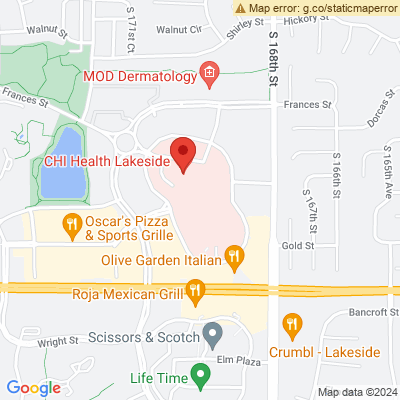 Map error: g.co/staticmaperror
Walnut St
S 171st Ct
Walnut Cir
Shirley St
Hickory St
S 168th St
MOD Dermatology
Frances St
Frances St
Dorcas St
CHI Health Lakeside
S 166th St
S 165th Ave
S 167th St
Oscar's Pizza
& Sports Grille
Gold St
Olive Garden Italian
Roja Mexican Grill
Bancroft St
Wright St
Scissors & Scotch
Elm Plaza
Crumbl - Lakeside
Life Time
Google
Map data ©2024